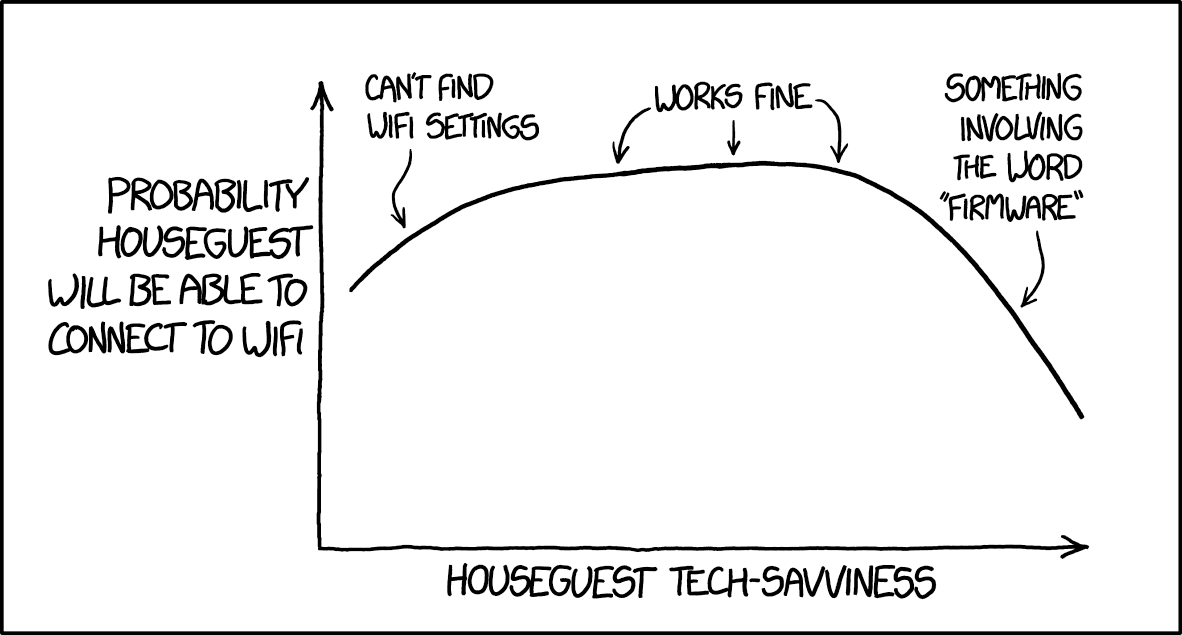 CAN'T FIND
WIFI SETTINGS
WORKS FINE
SOMETHING
INVOLVING
THE WORD
"FIRMWARE"
PROBABILITY
HOUSEGUEST
WILL BE ABLE TO
CONNECT TO WIFI
HOUSEGUEST TECH-SAVVINESS